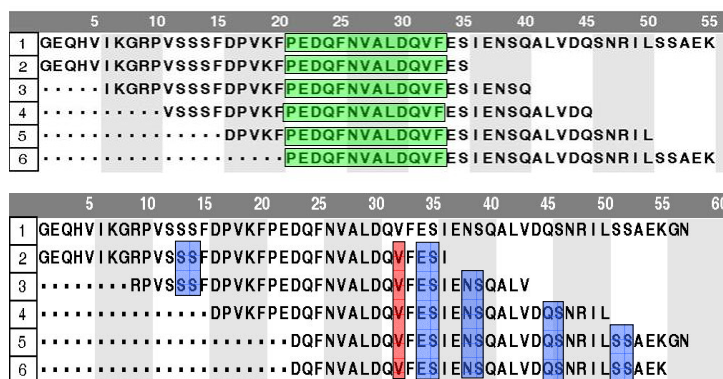 5 10 15 20 25 30 35 40 45 50 55
1 GEQHVIKGRPVSSSFDPVKFPEDQFNVALDQVFESIENSQALVDQSNRILSSAEK
2 GEQHVIKGRPVSSSFDPVKFPEDQFNVALDQVFES
3 ·····IKGRPVSSSFDPVKFPEDQFNVALDQVFESIENSQ
4 ··········VSSSFDPVKFPEDQFNVALDQVFESIENSQALVDQ
5 ···············DPVKFPEDQFNVALDQVFESIENSQALVDQSNRIL
6 ····················PEDQFNVALDQVFESIENSQALVDQSNRILSSAEK
5 10 15 20 25 30 35 40 45 50 55 60
1 GEQHVIKGRPVSSSFDPVKFPEDQFNVALDQVFESIENSQALVDQSNRILSSAEKGN
2 GEQHVIKGRPVSSSFDPVKFPEDQFNVALDQVFESI
3 ········RPVSSSFDPVKFPEDQFNVALDQVFESIENSQALV
4 ···············DPVKFPEDQFNVALDQVFESIENSQALVDQSNRIL
5 ······················DQFNVALDQVFESIENSQALVDQSNRILSSAEKGN
6 ······················DQFNVALDQVFESIENSQALVDQSNRILSSAEK